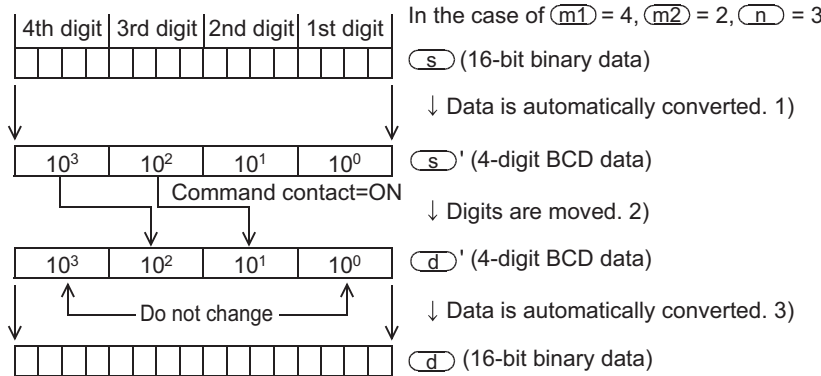 In the case of m1 = 4, m2 = 2, n = 3
4th digit 3rd digit 2nd digit 1st digit
s (16-bit binary data)
↓ Data is automatically converted. 1)
10³ 10² 10¹ 10⁰
s' (4-digit BCD data)
Command contact=ON
↓ Digits are moved. 2)
10³ 10² 10¹ 10⁰
d' (4-digit BCD data)
Do not change
↓ Data is automatically converted. 3)
d (16-bit binary data)